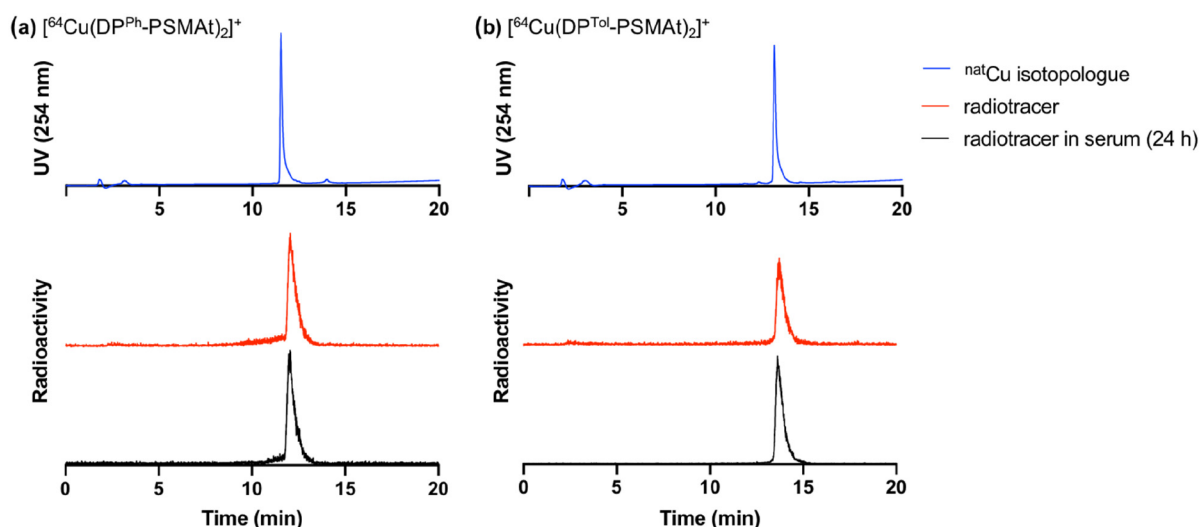 (a) [⁶⁴Cu(DPᴾʰ-PSMAt)₂]⁺
UV (254 nm)
5 10 15 20
Radioactivity
0 5 10 15 20
Time (min)
(b) [⁶⁴Cu(DPᵀᵒˡ-PSMAt)₂]⁺
UV (254 nm)
5 10 15 20
Radioactivity
0 5 10 15 20
Time (min)
ⁿᵃᵗCu isotopologue
radiotracer
radiotracer in serum (24 h)